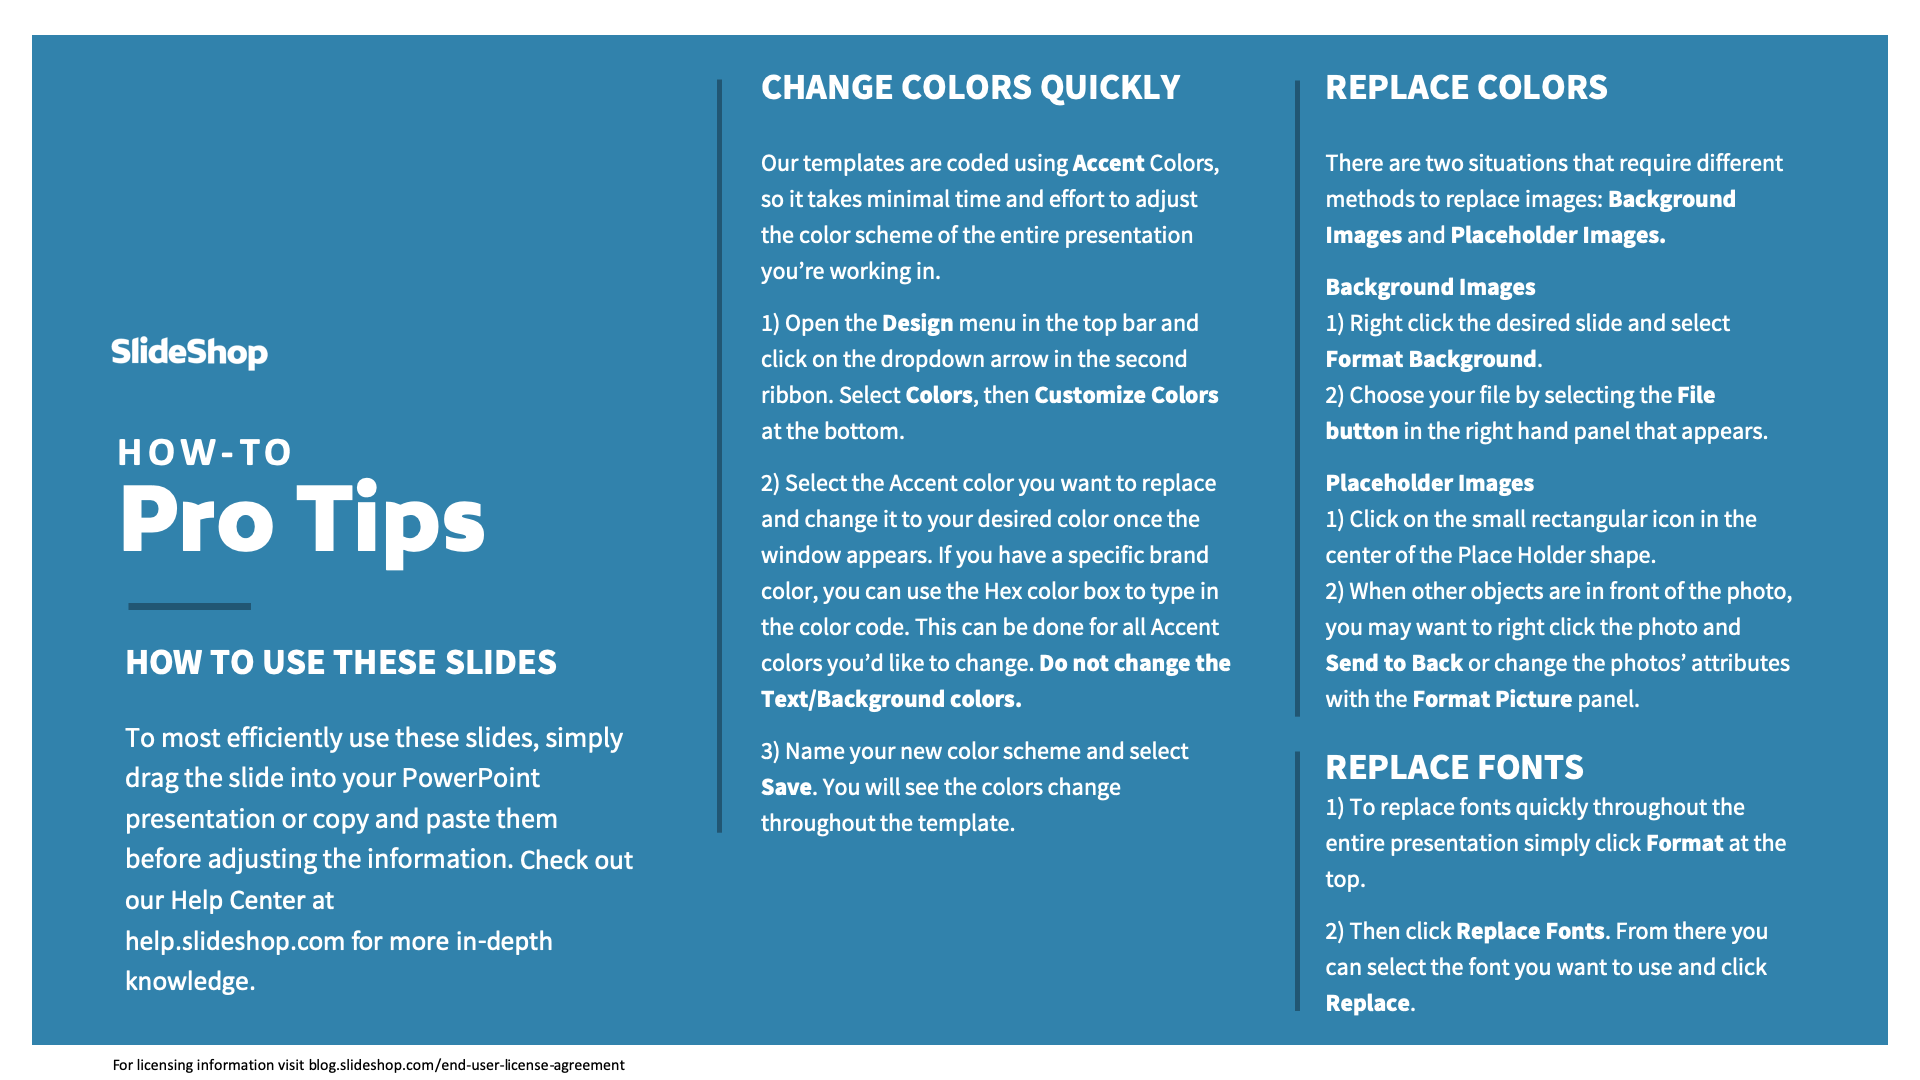 SlideShop
HOW-TO
Pro Tips
HOW TO USE THESE SLIDES
To most efficiently use these slides, simply
drag the slide into your PowerPoint
presentation or copy and paste them
before adjusting the information. Check out
our Help Center at
help.slideshop.com for more in-depth
knowledge.
CHANGE COLORS QUICKLY
Our templates are coded using Accent Colors,
so it takes minimal time and effort to adjust
the color scheme of the entire presentation
you’re working in.
1) Open the Design menu in the top bar and
click on the dropdown arrow in the second
ribbon. Select Colors, then Customize Colors
at the bottom.
2) Select the Accent color you want to replace
and change it to your desired color once the
window appears. If you have a specific brand
color, you can use the Hex color box to type in
the color code. This can be done for all Accent
colors you’d like to change. Do not change the
Text/Background colors.
3) Name your new color scheme and select
Save. You will see the colors change
throughout the template.
REPLACE COLORS
There are two situations that require different
methods to replace images: Background
Images and Placeholder Images.
Background Images
1) Right click the desired slide and select
Format Background.
2) Choose your file by selecting the File
button in the right hand panel that appears.
Placeholder Images
1) Click on the small rectangular icon in the
center of the Place Holder shape.
2) When other objects are in front of the photo,
you may want to right click the photo and
Send to Back or change the photos’ attributes
with the Format Picture panel.
REPLACE FONTS
1) To replace fonts quickly throughout the
entire presentation simply click Format at the
top.
2) Then click Replace Fonts. From there you
can select the font you want to use and click
Replace.
For licensing information visit blog.slideshop.com/end-user-license-agreement